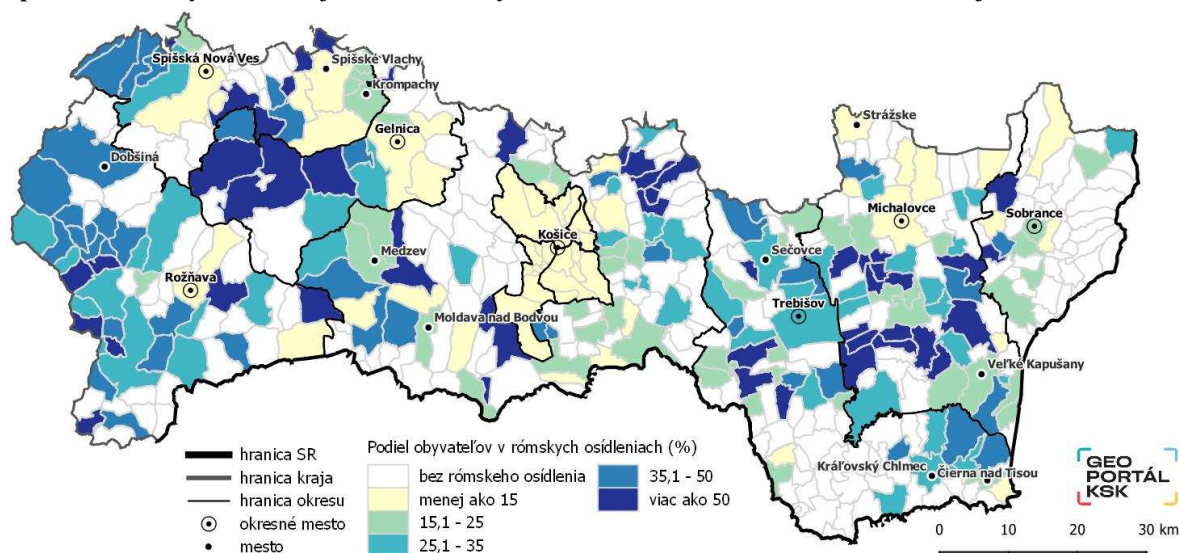 Spišská Nová Ves
Spišské Vlachy
Krompachy
Gelnica
Strážske
Dobšiná
Michalovce
Sobrance
Košice
Medzev
Sečovce
Rožňava
Trebišov
Moldava nad Bodvou
Veľké Kapušany
Kráľovský Chlmec
Čierna nad Tisou
hranica SR
hranica kraja
hranica okresu
okresné mesto
mesto
Podiel obyvateľov v rómskych osídleniach (%)
bez rómskeho osídlenia
menej ako 15
15,1 - 25
25,1 - 35
35,1 - 50
viac ako 50
GEO
PORTÁL
KSK
0 10 20 30 km